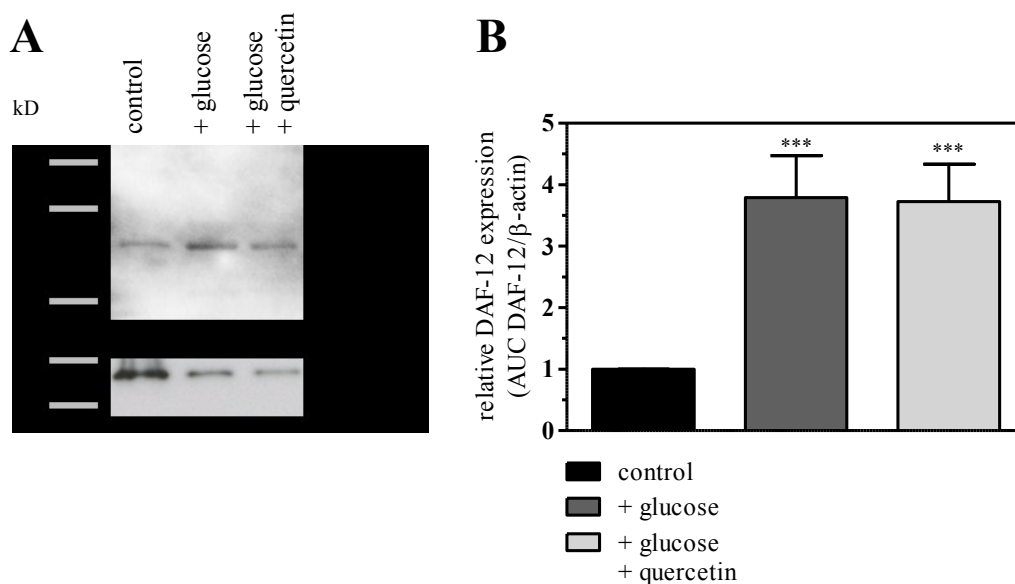 A
kD
control
+ glucose
+ glucose
+ quercetin
B
relative DAF-12 expression
(AUC DAF-12/β-actin)
5
4
3
2
1
0
***
***
control
+ glucose
+ glucose
+ quercetin